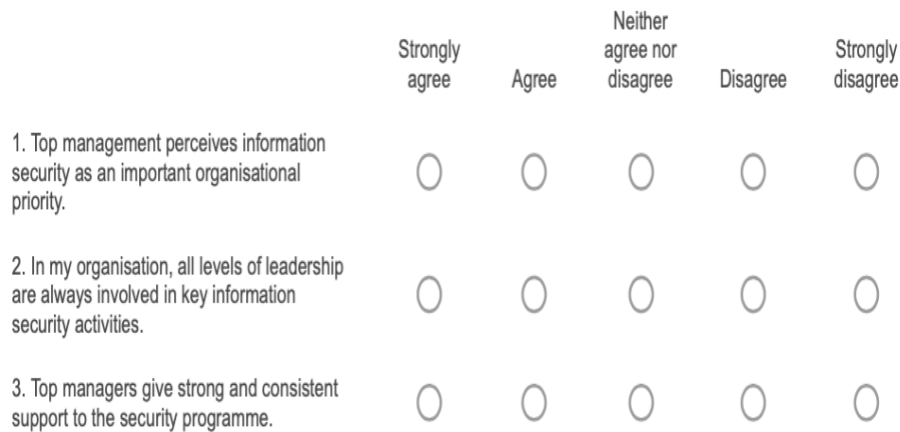 Strongly agree
Agree
Neither agree nor disagree
Disagree
Strongly disagree
1. Top management perceives information
security as an important organisational
priority.
2. In my organisation, all levels of leadership
are always involved in key information
security activities.
3. Top managers give strong and consistent
support to the security programme.